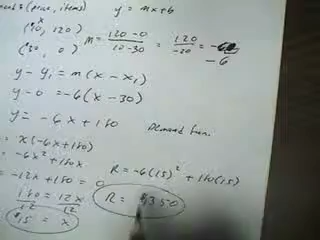 (price, items) y = mx+b
x
(10, 120) m = 120-0 / 10-30 = 120 / -20 = -6
(30, 0) -6
y - y₁ = m(x - x₁)
y - 0 = -6(x - 30)
y = -6x + 180 Demand
= x(-6x + 180)
= -6x² + 180x R = -6(15)² + 180(15)
= -12x + 180 = 0
180 = 12x R = $1350
12 12
$15 = x